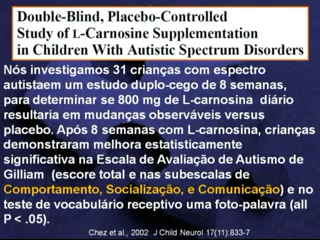 Double-Blind, Placebo-Controlled
Study of L-Carnosine Supplementation
in Children With Autistic Spectrum Disorders
Nós investigamos 31 crianças com espectro
autistaem um estudo duplo-cego de 8 semanas,
para determinar se 800 mg de L-carnosina diário
resultaria em mudanças observáveis versus
placebo. Após 8 semanas com L-carnosina, crianças
demonstraram melhora estatisticamente
significativa na Escala de Avaliação de Autismo de
Gilliam (escore total e nas subescalas de
Comportamento, Socialização, e Comunicação) e no
teste de vocabulário receptivo uma foto-palavra (all
P < .05).
Chez et al., 2002 J Child Neurol 17(11):833-7